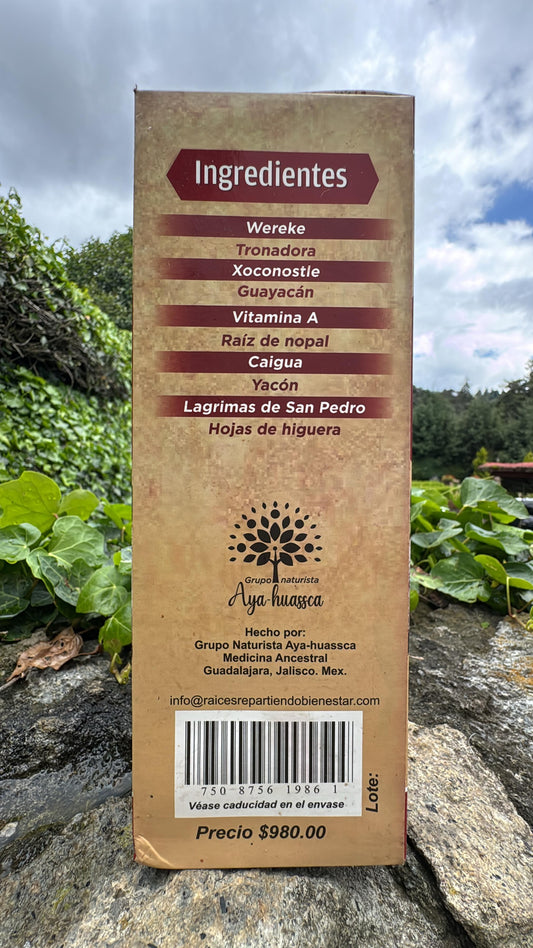 Ingredientes
Wereke
Tronadora
Xoconostle
Guayacán
Vitamina A
Raíz de nopal
Caigua
Yacón
Lagrimas de San Pedro
Hojas de higuera
Grupo naturista
Aya-huassca
Hecho por:
Grupo Naturista Aya-huassca
Medicina Ancestral
Guadalajara, Jalisco. Mex.
info@raicesrepartiendobienestar.com
750 8756 1986 1
Véase caducidad en el envase
Lote:
Precio $980.00